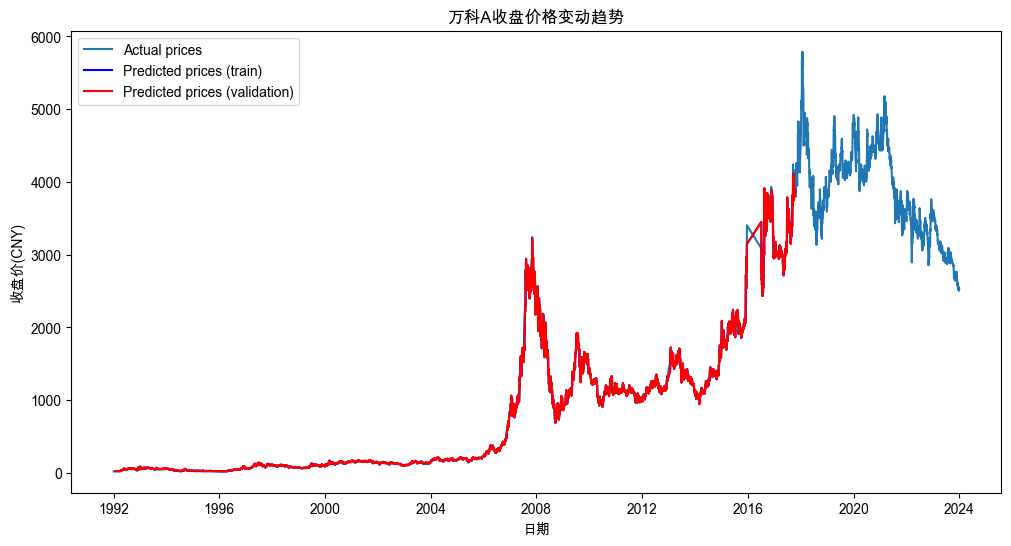 万科A收盘价格变动趋势
Actual prices
Predicted prices (train)
Predicted prices (validation)
收盘价(CNY)
6000
5000
4000
3000
2000
1000
0
1992
1996
2000
2004
2008
2012
2016
2020
2024
日期